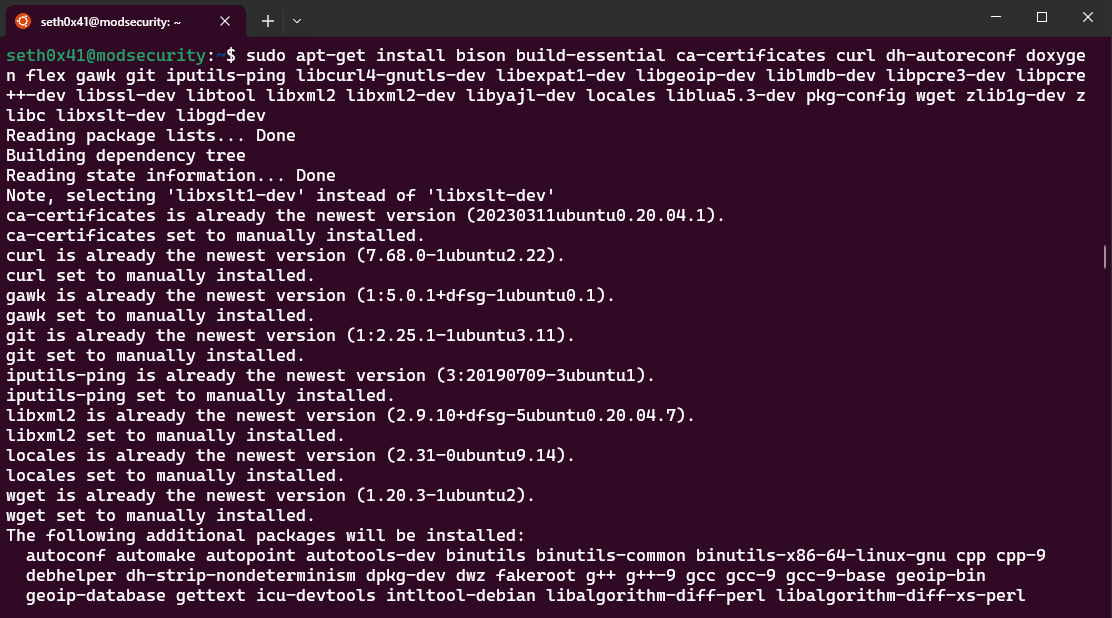 seth0x41@modsecurity: ~
seth0x41@modsecurity:~$ sudo apt-get install bison build-essential ca-certificates curl dh-autoreconf doxyge
n flex gawk git iputils-ping libcurl4-gnutls-dev libexpat1-dev libgeoip-dev liblmdb-dev libpcre3-dev libpcre
++-dev libssl-dev libtool libxml2 libxml2-dev libyajl-dev locales liblua5.3-dev pkg-config wget zlib1g-dev z
libc libxslt-dev libgd-dev
Reading package lists... Done
Building dependency tree
Reading state information... Done
Note, selecting 'libxslt1-dev' instead of 'libxslt-dev'
ca-certificates is already the newest version (20230311ubuntu0.20.04.1).
ca-certificates set to manually installed.
curl is already the newest version (7.68.0-1ubuntu2.22).
curl set to manually installed.
gawk is already the newest version (1:5.0.1+dfsg-1ubuntu0.1).
gawk set to manually installed.
git is already the newest version (1:2.25.1-1ubuntu3.11).
git set to manually installed.
iputils-ping is already the newest version (3:20190709-3ubuntu1).
iputils-ping set to manually installed.
libxml2 is already the newest version (2.9.10+dfsg-5ubuntu0.20.04.7).
libxml2 set to manually installed.
locales is already the newest version (2.31-0ubuntu9.14).
locales set to manually installed.
wget is already the newest version (1.20.3-1ubuntu2).
wget set to manually installed.
The following additional packages will be installed:
  autoconf automake autopoint autotools-dev binutils binutils-common binutils-x86-64-linux-gnu cpp cpp-9
  debhelper dh-strip-nondeterminism dpkg-dev dwz fakeroot g++ g++-9 gcc gcc-9 gcc-9-base geoip-bin
  geoip-database gettext icu-devtools intltool-debian libalgorithm-diff-perl libalgorithm-diff-xs-perl